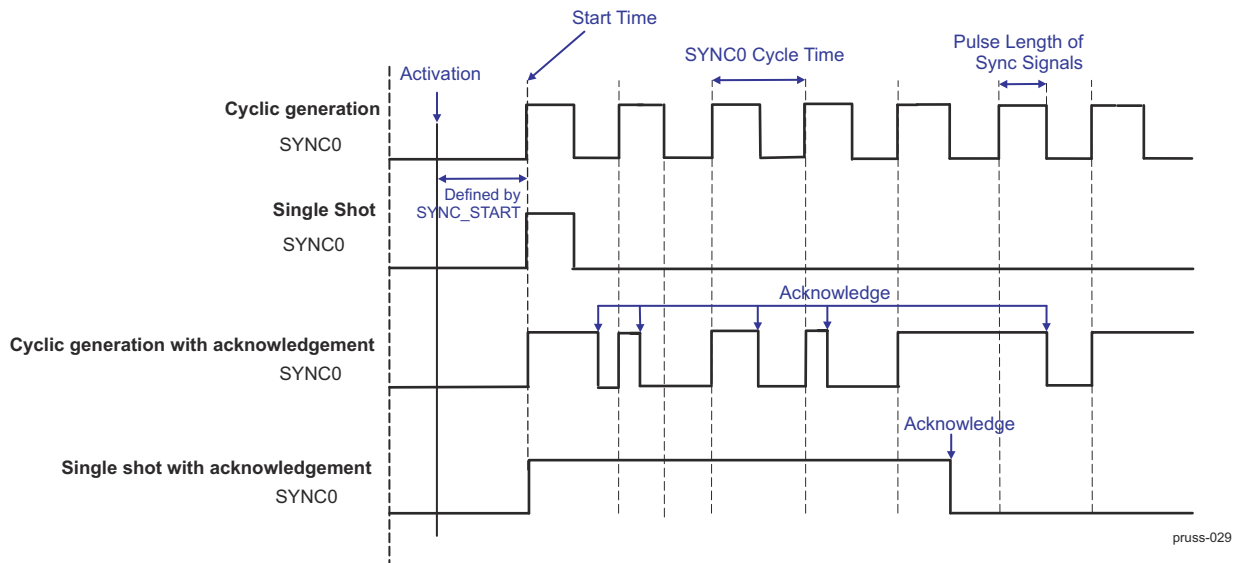 Start Time
SYNC0 Cycle Time
Pulse Length of
Sync Signals
Activation
Cyclic generation
SYNC0
Defined by
SYNC_START
Single Shot
SYNC0
Acknowledge
Cyclic generation with acknowledgement
SYNC0
Acknowledge
Single shot with acknowledgement
SYNC0
pruss-029